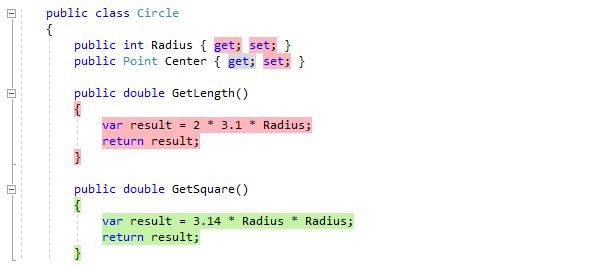 public class Circle
{
public int Radius { get; set; }
public Point Center { get; set; }
public double GetLength()
{
var result = 2 * 3.1 * Radius;
return result;
}
public double GetSquare()
{
var result = 3.14 * Radius * Radius;
return result;
}